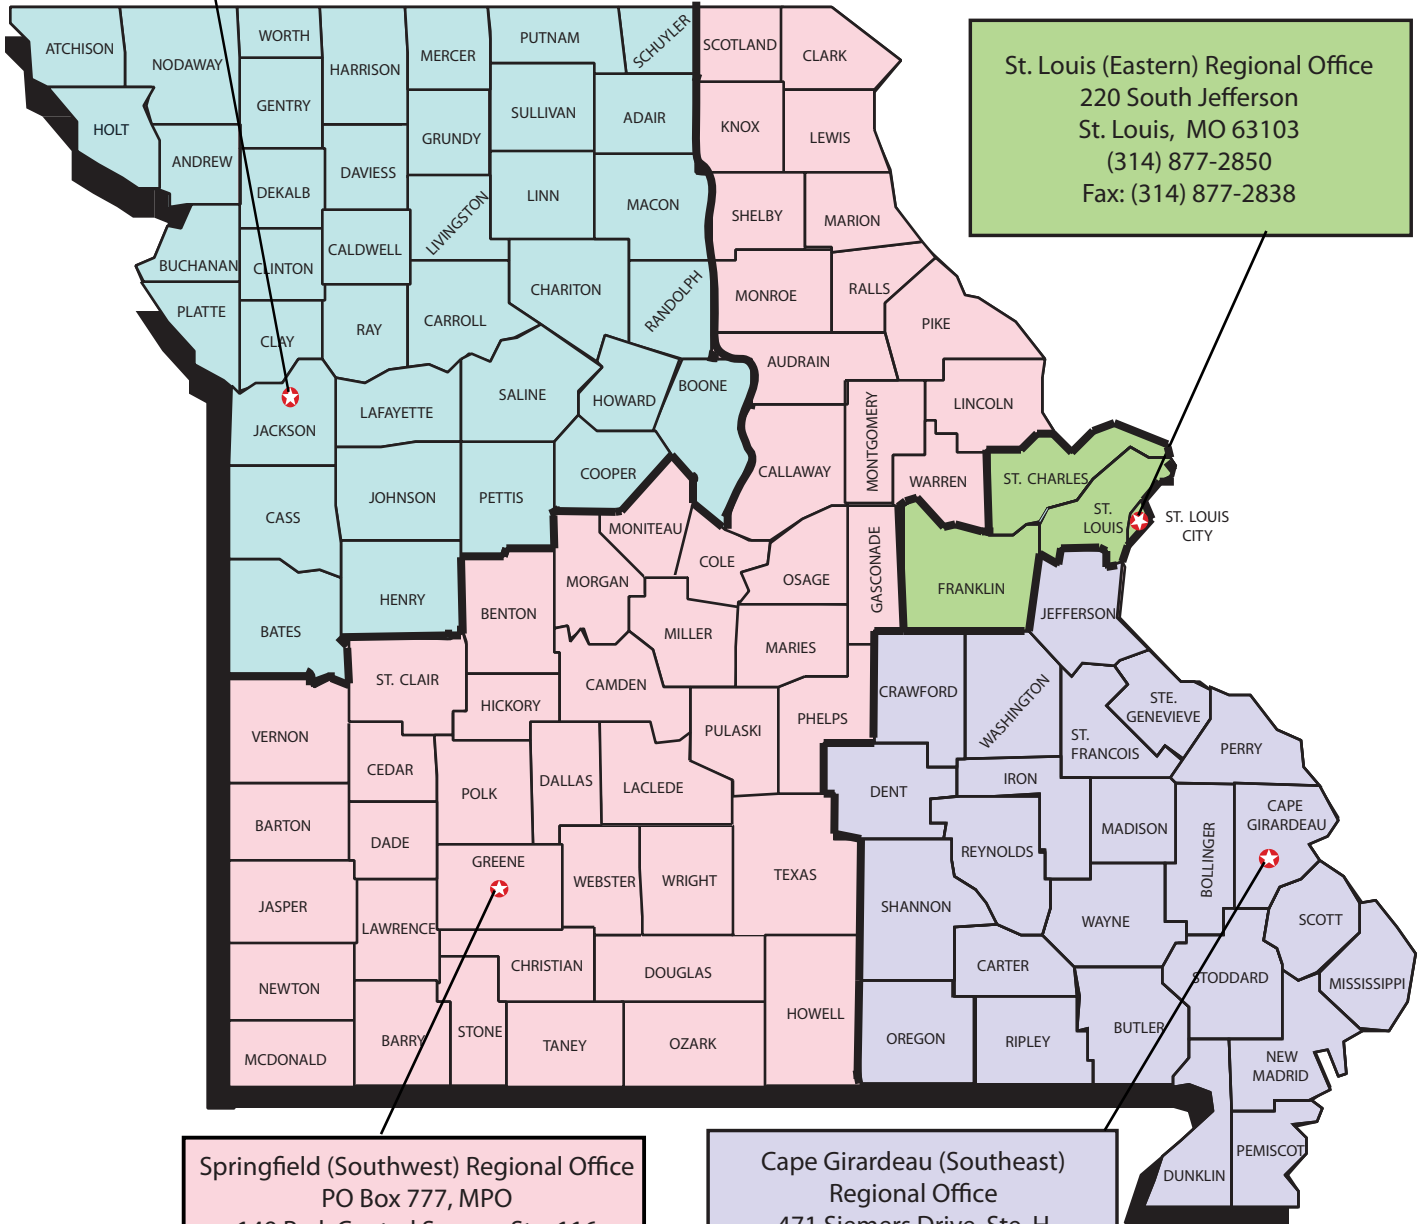 ATCHISON
NODAWAY
WORTH
HARRISON
MERCER
PUTNAM
SCHUYLER
SCOTLAND
CLARK
HOLT
GENTRY
GRUNDY
SULLIVAN
ADAIR
KNOX
LEWIS
ANDREW
DEKALB
DAVIESS
LIVINGSTON
LINN
MACON
SHELBY
MARION
BUCHANAN
CLINTON
CALDWELL
CHARITON
RANDOLPH
MONROE
RALLS
PIKE
PLATTE
CLAY
RAY
CARROLL
AUDRAIN
JACKSON
LAFAYETTE
SALINE
HOWARD
BOONE
LINCOLN
MONTGOMERY
CALLAWAY
WARREN
ST. CHARLES
COOPER
CASS
JOHNSON
PETTIS
MONITEAU
COLE
OSAGE
GASCONADE
FRANKLIN
ST.
LOUIS
ST. LOUIS
CITY
BATES
HENRY
BENTON
MORGAN
MILLER
MARIES
JEFFERSON
ST. CLAIR
HICKORY
CAMDEN
PULASKI
PHELPS
CRAWFORD
WASHINGTON
ST.
FRANCOIS
STE.
GENEVIEVE
PERRY
VERNON
CEDAR
POLK
DALLAS
LACLEDE
DENT
IRON
MADISON
BOLLINGER
CAPE
GIRARDEAU
BARTON
DADE
GREENE
WEBSTER
WRIGHT
TEXAS
REYNOLDS
JASPER
LAWRENCE
SHANNON
WAYNE
SCOTT
NEWTON
CHRISTIAN
DOUGLAS
CARTER
STODDARD
MISSISSIPPI
MCDONALD
BARRY
STONE
TANEY
OZARK
HOWELL
OREGON
RIPLEY
BUTLER
NEW
MADRID
DUNKLIN
PEMISCOT
St. Louis (Eastern) Regional Office
220 South Jefferson
St. Louis, MO 63103
(314) 877-2850
Fax: (314) 877-2838
Springfield (Southwest) Regional Office
PO Box 777, MPO
Cape Girardeau (Southeast)
Regional Office